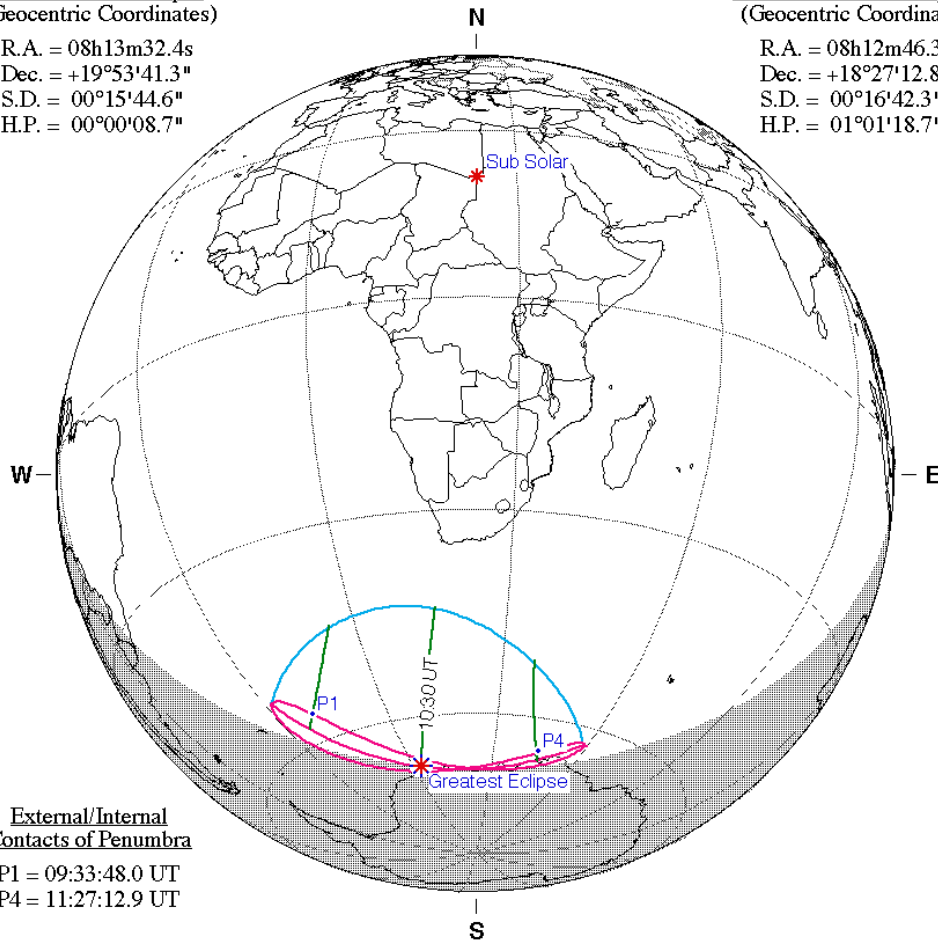 Geocentric Coordinates)
R.A. = 08h13m32.4s
Dec. = +19°53'41.3"
S.D. = 00°15'44.6"
H.P. = 00°00'08.7"
N
(Geocentric Coordina
R.A. = 08h12m46.3
Dec. = +18°27'12.8
S.D. = 00°16'42.3'
H.P. = 01°01'18.7'
Sub Solar
W
E
10:30 UT
P1
P4
Greatest Eclipse
External/Internal
Contacts of Penumbra
P1 = 09:33:48.0 UT
P4 = 11:27:12.9 UT
S